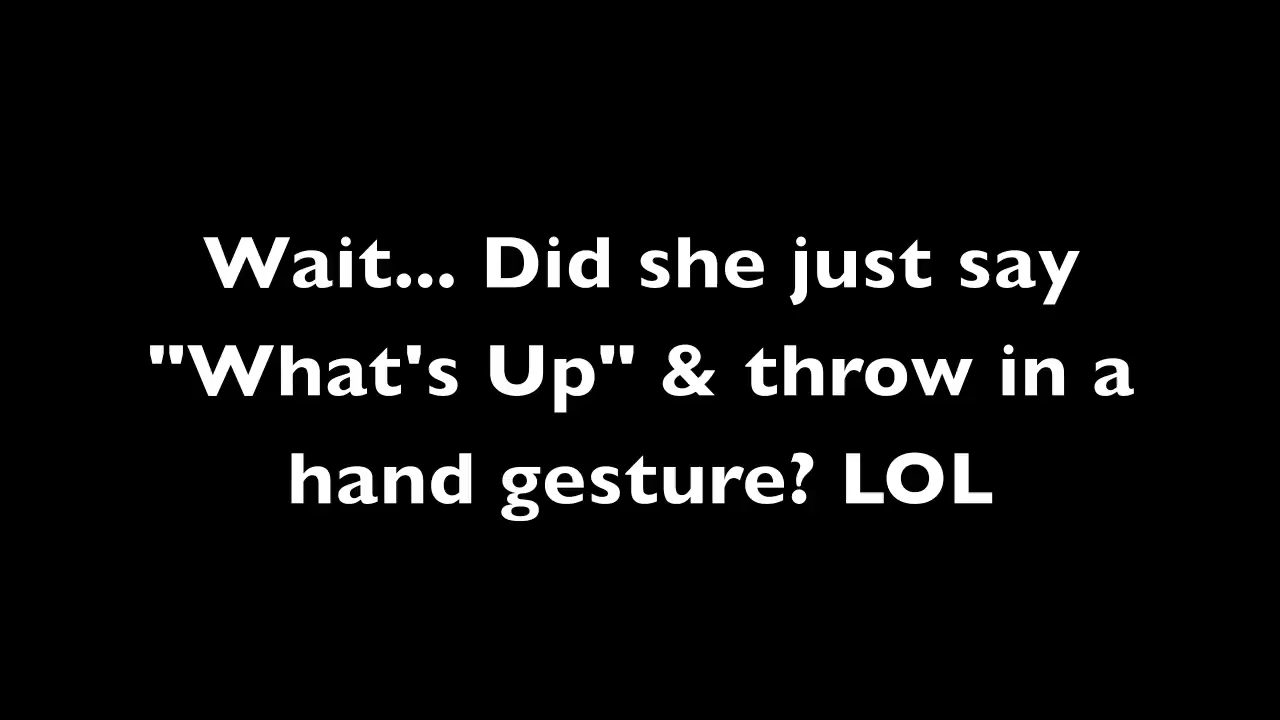 Wait... Did she just say
"What's Up" & throw in a
hand gesture? LOL